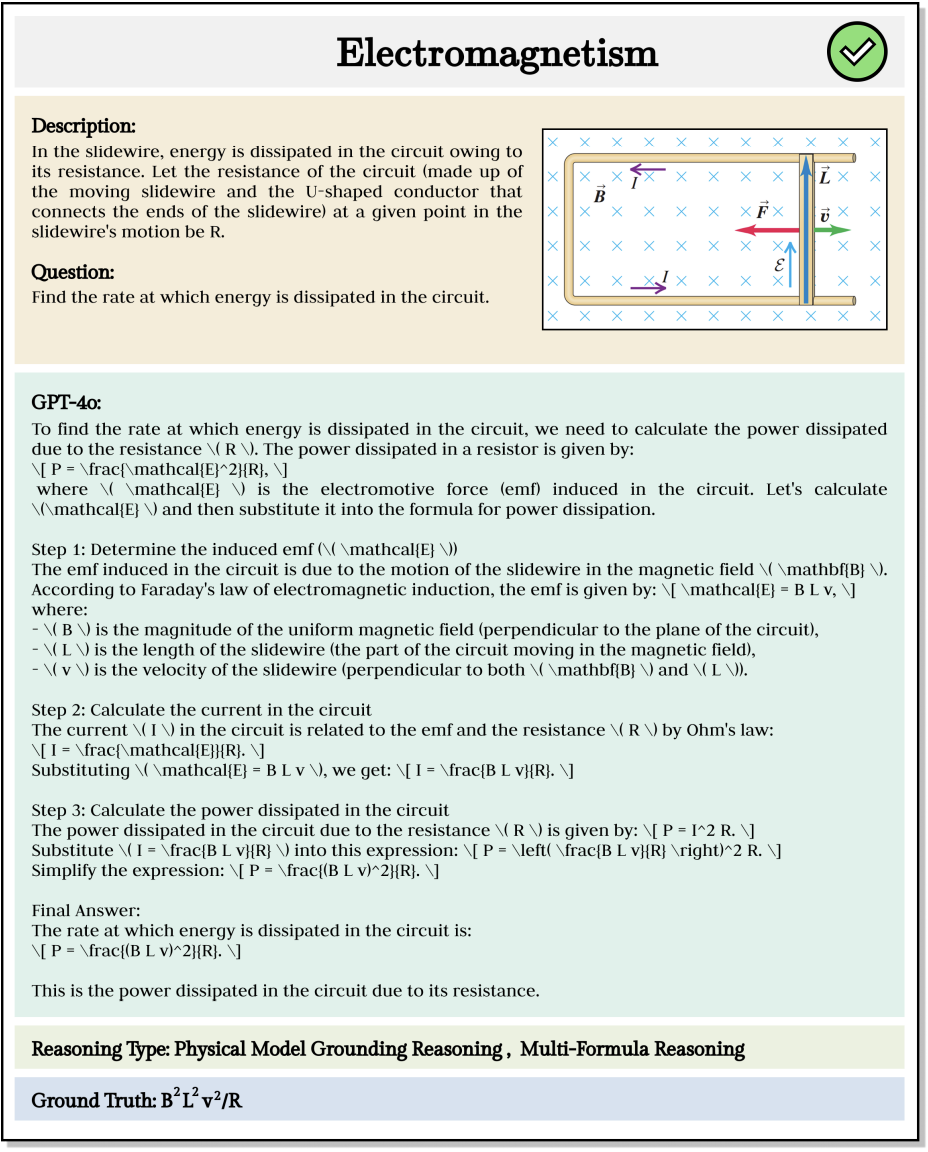 Electromagnetism
Description:
In the slidewire, energy is dissipated in the circuit owing to
its resistance. Let the resistance of the circuit (made up of
the moving slidewire and the U-shaped conductor that
connects the ends of the slidewire) at a given point in the
slidewire's motion be R.
Question:
Find the rate at which energy is dissipated in the circuit.
I
B⃗
L⃗
F⃗
v⃗
ℰ
I
GPT-4o:
To find the rate at which energy is dissipated in the circuit, we need to calculate the power dissipated
due to the resistance \( R \). The power dissipated in a resistor is given by:
\[ P = \frac{\mathcal{E}^2}{R}, \]
where \( \mathcal{E} \) is the electromotive force (emf) induced in the circuit. Let's calculate
\(\mathcal{E} \) and then substitute it into the formula for power dissipation.
Step 1: Determine the induced emf (\( \mathcal{E} \))
The emf induced in the circuit is due to the motion of the slidewire in the magnetic field \( \mathbf{B} \).
According to Faraday's law of electromagnetic induction, the emf is given by: \[ \mathcal{E} = B L v, \]
where:
- \( B \) is the magnitude of the uniform magnetic field (perpendicular to the plane of the circuit),
- \( L \) is the length of the slidewire (the part of the circuit moving in the magnetic field),
- \( v \) is the velocity of the slidewire (perpendicular to both \( \mathbf{B} \) and \( L \)).
Step 2: Calculate the current in the circuit
The current \( I \) in the circuit is related to the emf and the resistance \( R \) by Ohm's law:
\[ I = \frac{\mathcal{E}}{R}. \]
Substituting \( \mathcal{E} = B L v \), we get: \[ I = \frac{B L v}{R}. \]
Step 3: Calculate the power dissipated in the circuit
The power dissipated in the circuit due to the resistance \( R \) is given by: \[ P = I^2 R. \]
Substitute \( I = \frac{B L v}{R} \) into this expression: \[ P = \left( \frac{B L v}{R} \right)^2 R. \]
Simplify the expression: \[ P = \frac{(B L v)^2}{R}. \]
Final Answer:
The rate at which energy is dissipated in the circuit is:
\[ P = \frac{(B L v)^2}{R}. \]
This is the power dissipated in the circuit due to its resistance.
Reasoning Type: Physical Model Grounding Reasoning , Multi-Formula Reasoning
Ground Truth: B²L²v²/R